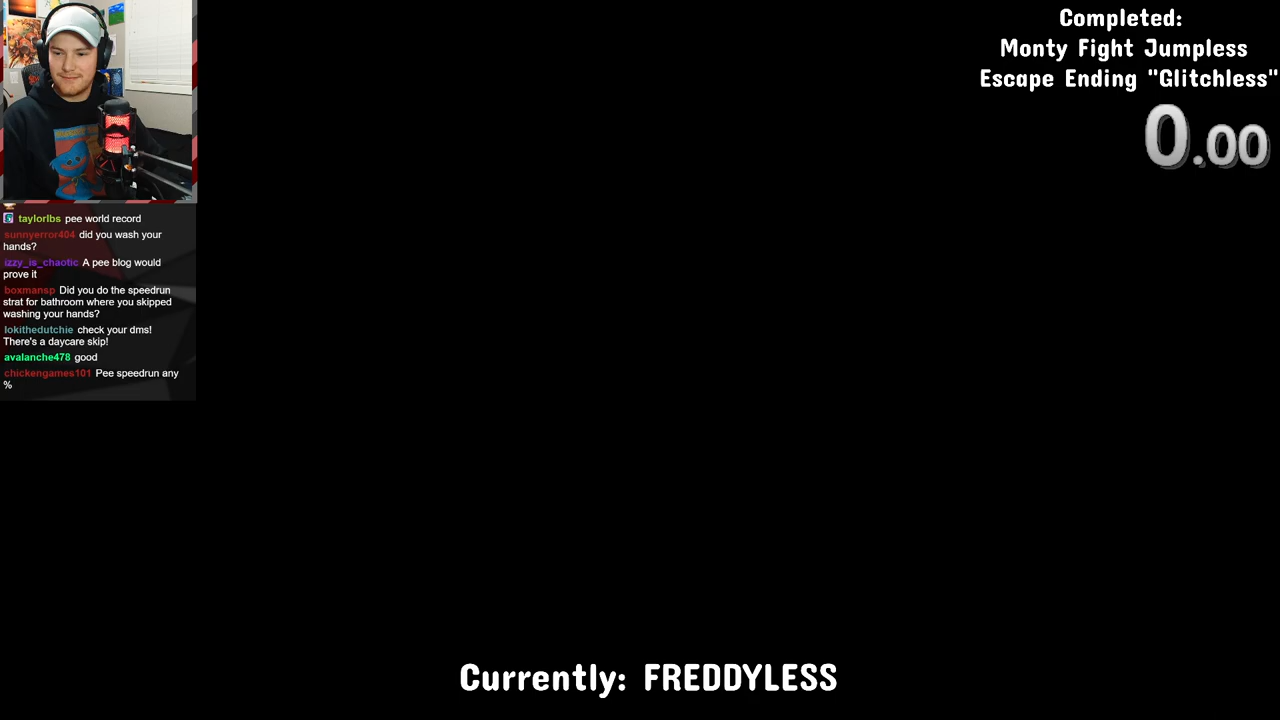 Completed:
Monty Fight Jumpless
Escape Ending "Glitchless"
0.00
taylorlbs pee world record
sunnyerror404 did you wash your
hands?
izzy_is_chaotic A pee blog would
prove it
boxmansp Did you do the speedrun
strat for bathroom where you skipped
washing your hands?
lokithedutchie check your dms!
There's a daycare skip!
avalanche478 good
chickengames101 Pee speedrun any
%
Currently: FREDDYLESS